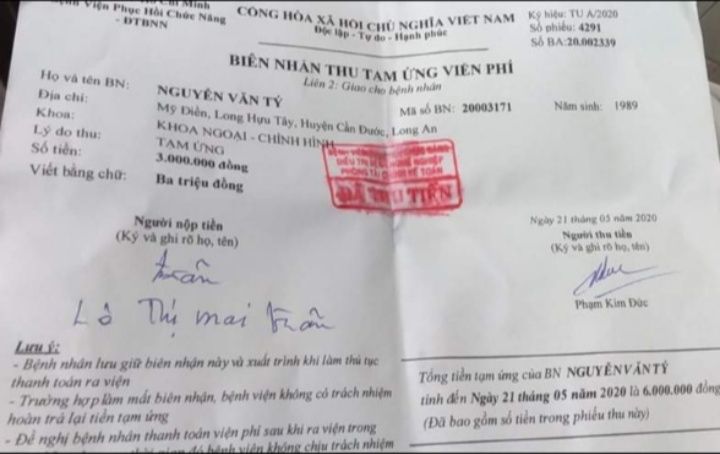 Bệnh Viện Phục Hồi Chức Năng
- ĐTBNN
CỘNG HÒA XÃ HỘI CHỦ NGHĨA VIỆT NAM
Độc lập - Tự do - Hạnh phúc
Ký hiệu: TU A/2020
Số phiếu: 4291
Số BA:20.002339
BIÊN NHẬN THU TẠM ỨNG VIỆN PHÍ
Liên 2: Giao cho bệnh nhân
Họ và tên BN: NGUYỄN VĂN TÝ
Mã số BN: 20003171 Năm sinh: 1989
Địa chỉ: Mỹ Điền, Long Hựu Tây, Huyện Cần Đước, Long An
Khoa: KHOA NGOẠI - CHỈNH HÌNH
Lý do thu: TẠM ỨNG
Số tiền: 3.000.000 đồng
Viết bằng chữ: Ba triệu đồng
ĐÃ THU TIỀN
Người nộp tiền
(Ký và ghi rõ họ, tên)
Ngày 21 tháng 05 năm 2020
Người thu tiền
(Ký và ghi rõ họ, tên)
Phạm Kim Đức
Thị mai
Lưu ý:
- Bệnh nhân lưu giữ biên nhận này và xuất trình khi làm thủ tục
thanh toán ra viện
- Trường hợp làm mất biên nhận, bệnh viện không có trách nhiệm
hoàn trả lại tiền tạm ứng
- Đề nghị bệnh nhân thanh toán viện phí sau khi ra viện trong
bệnh viện không chịu trách nhiệm
Tổng tiền tạm ứng của BN NGUYỄN VĂN TÝ
tính đến Ngày 21 tháng 05 năm 2020 là 6.000.000 đồng
(Đã bao gồm số tiền trong phiếu thu này)